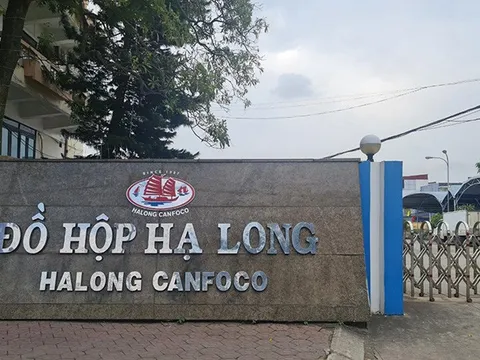 SINCE 1957
HALONG CANFOCO
ĐỒ HỘP HẠ LONG
HALONG CANFOCO